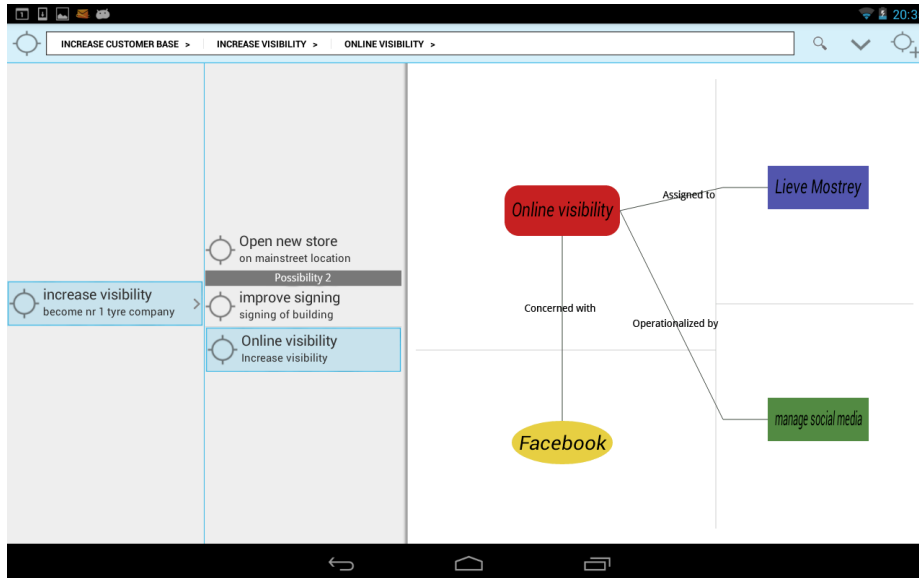 1
20:3
INCREASE CUSTOMER BASE > INCREASE VISIBILITY > ONLINE VISIBILITY >
increase visibility
become nr 1 tyre company
Open new store
on mainstreet location
Possibility 2
improve signing
signing of building
Online visibility
Increase visibility
Online visibility
Assigned to
Lieve Mostrey
Concerned with
Operationalized by
manage social media
Facebook